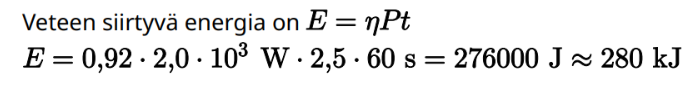 Veteen siirtyvä energia on E = ηPt
E = 0,92 · 2,0 · 10³ W · 2,5 · 60 s = 276000 J ≈ 280 kJ